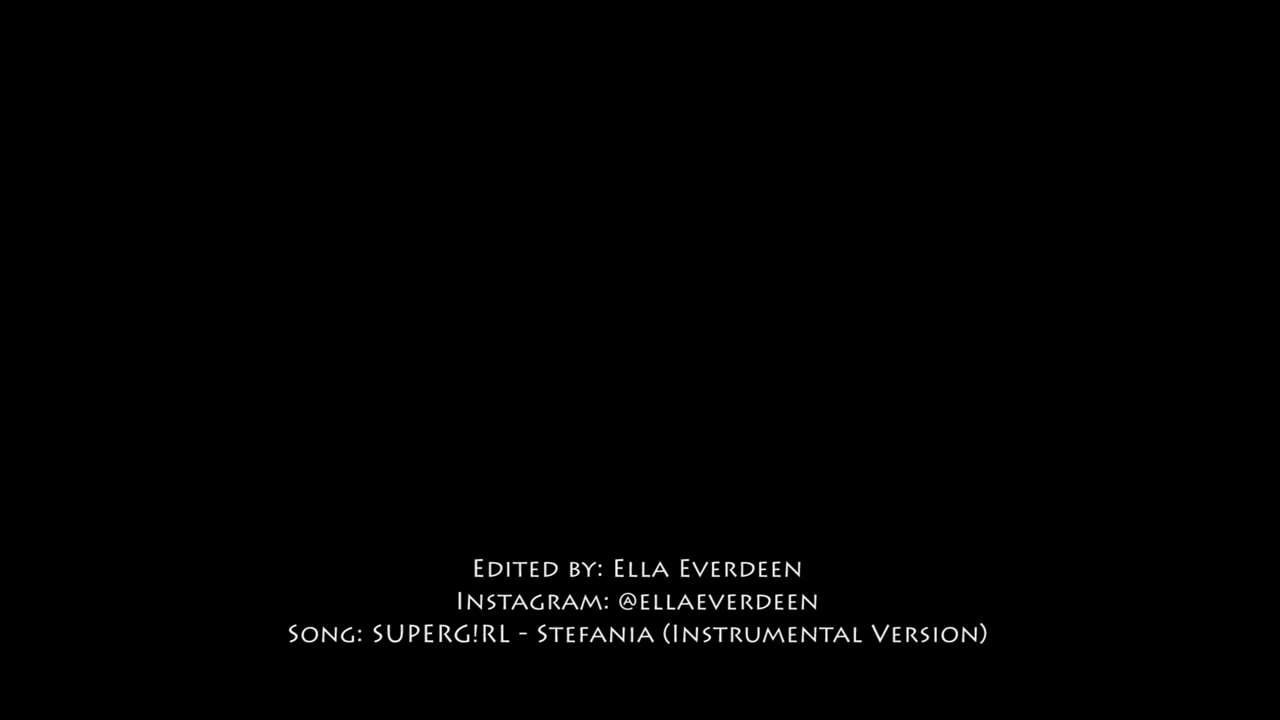 Edited by: Ella Everdeen
Instagram: @ellaeverdeen
Song: SUPERG!RL - Stefania (Instrumental Version)